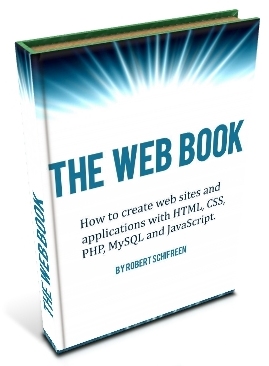 THE WEB BOOK
How to create web sites and
applications with HTML, CSS,
PHP, MySQL and JavaScript.
BY ROBERT SCHIFREEN
THE WEB BOOK